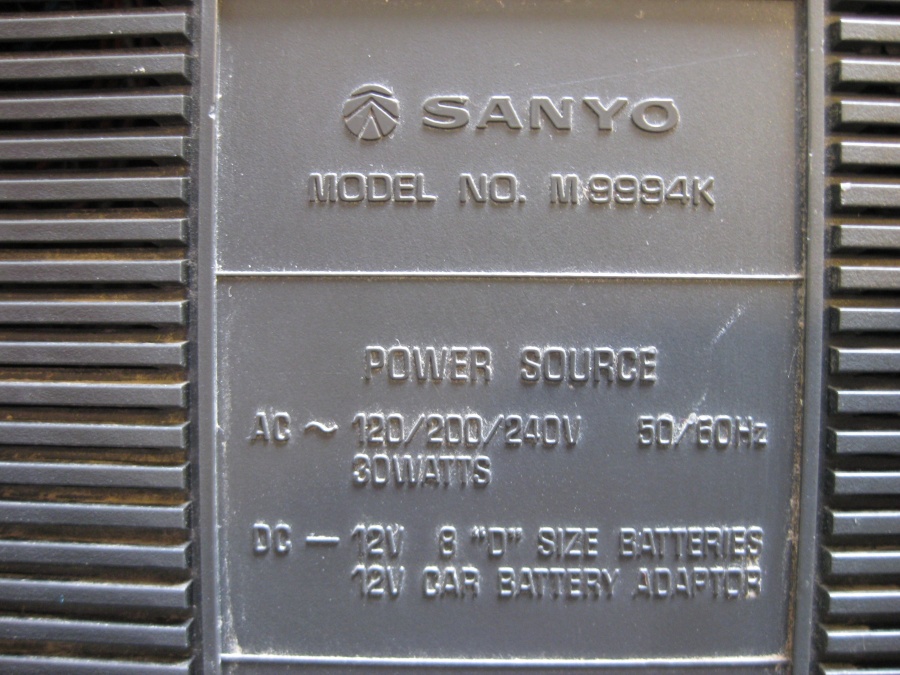 SANYO
MODEL NO. M9994K
POWER SOURCE
AC ~ 120/200/240V 50/60Hz
30WATTS
DC — 12V 8 "D" SIZE BATTERIES
12V CAR BATTERY ADAPTOR